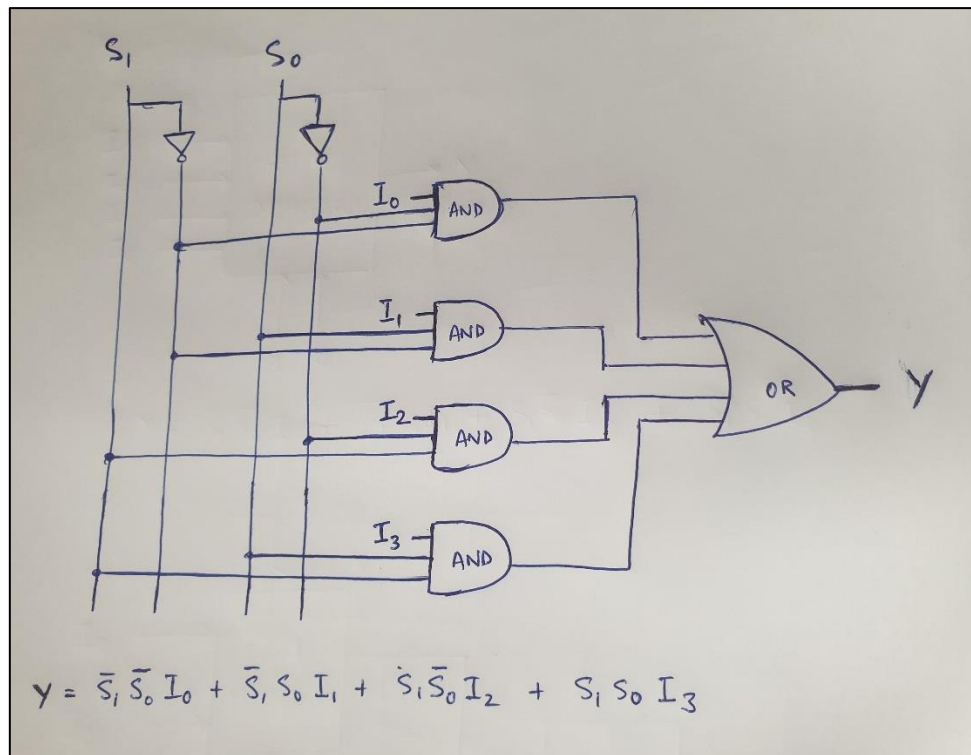 S₁ S₀
I₀ AND
I₁ AND
OR Y
I₂ AND
I₃ AND
Y = S̄₁ S̄₀ I₀ + S̄₁ S₀ I₁ + S₁ S̄₀ I₂ + S₁ S₀ I₃